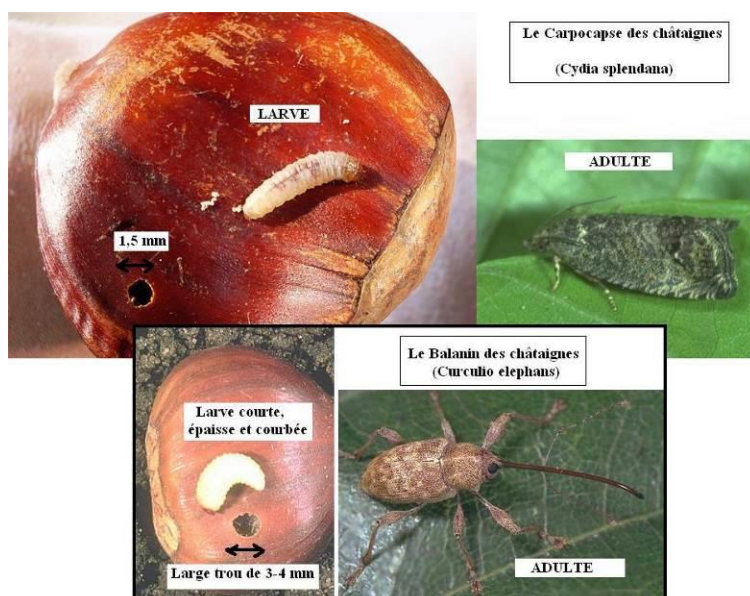 Le Carpocapse des châtaignes
(Cydia splendana)
LARVE
ADULTE
1,5 mm
Le Balanin des châtaignes
(Curculio elephans)
Larve courte,
épaisse et courbée
Large trou de 3-4 mm
ADULTE